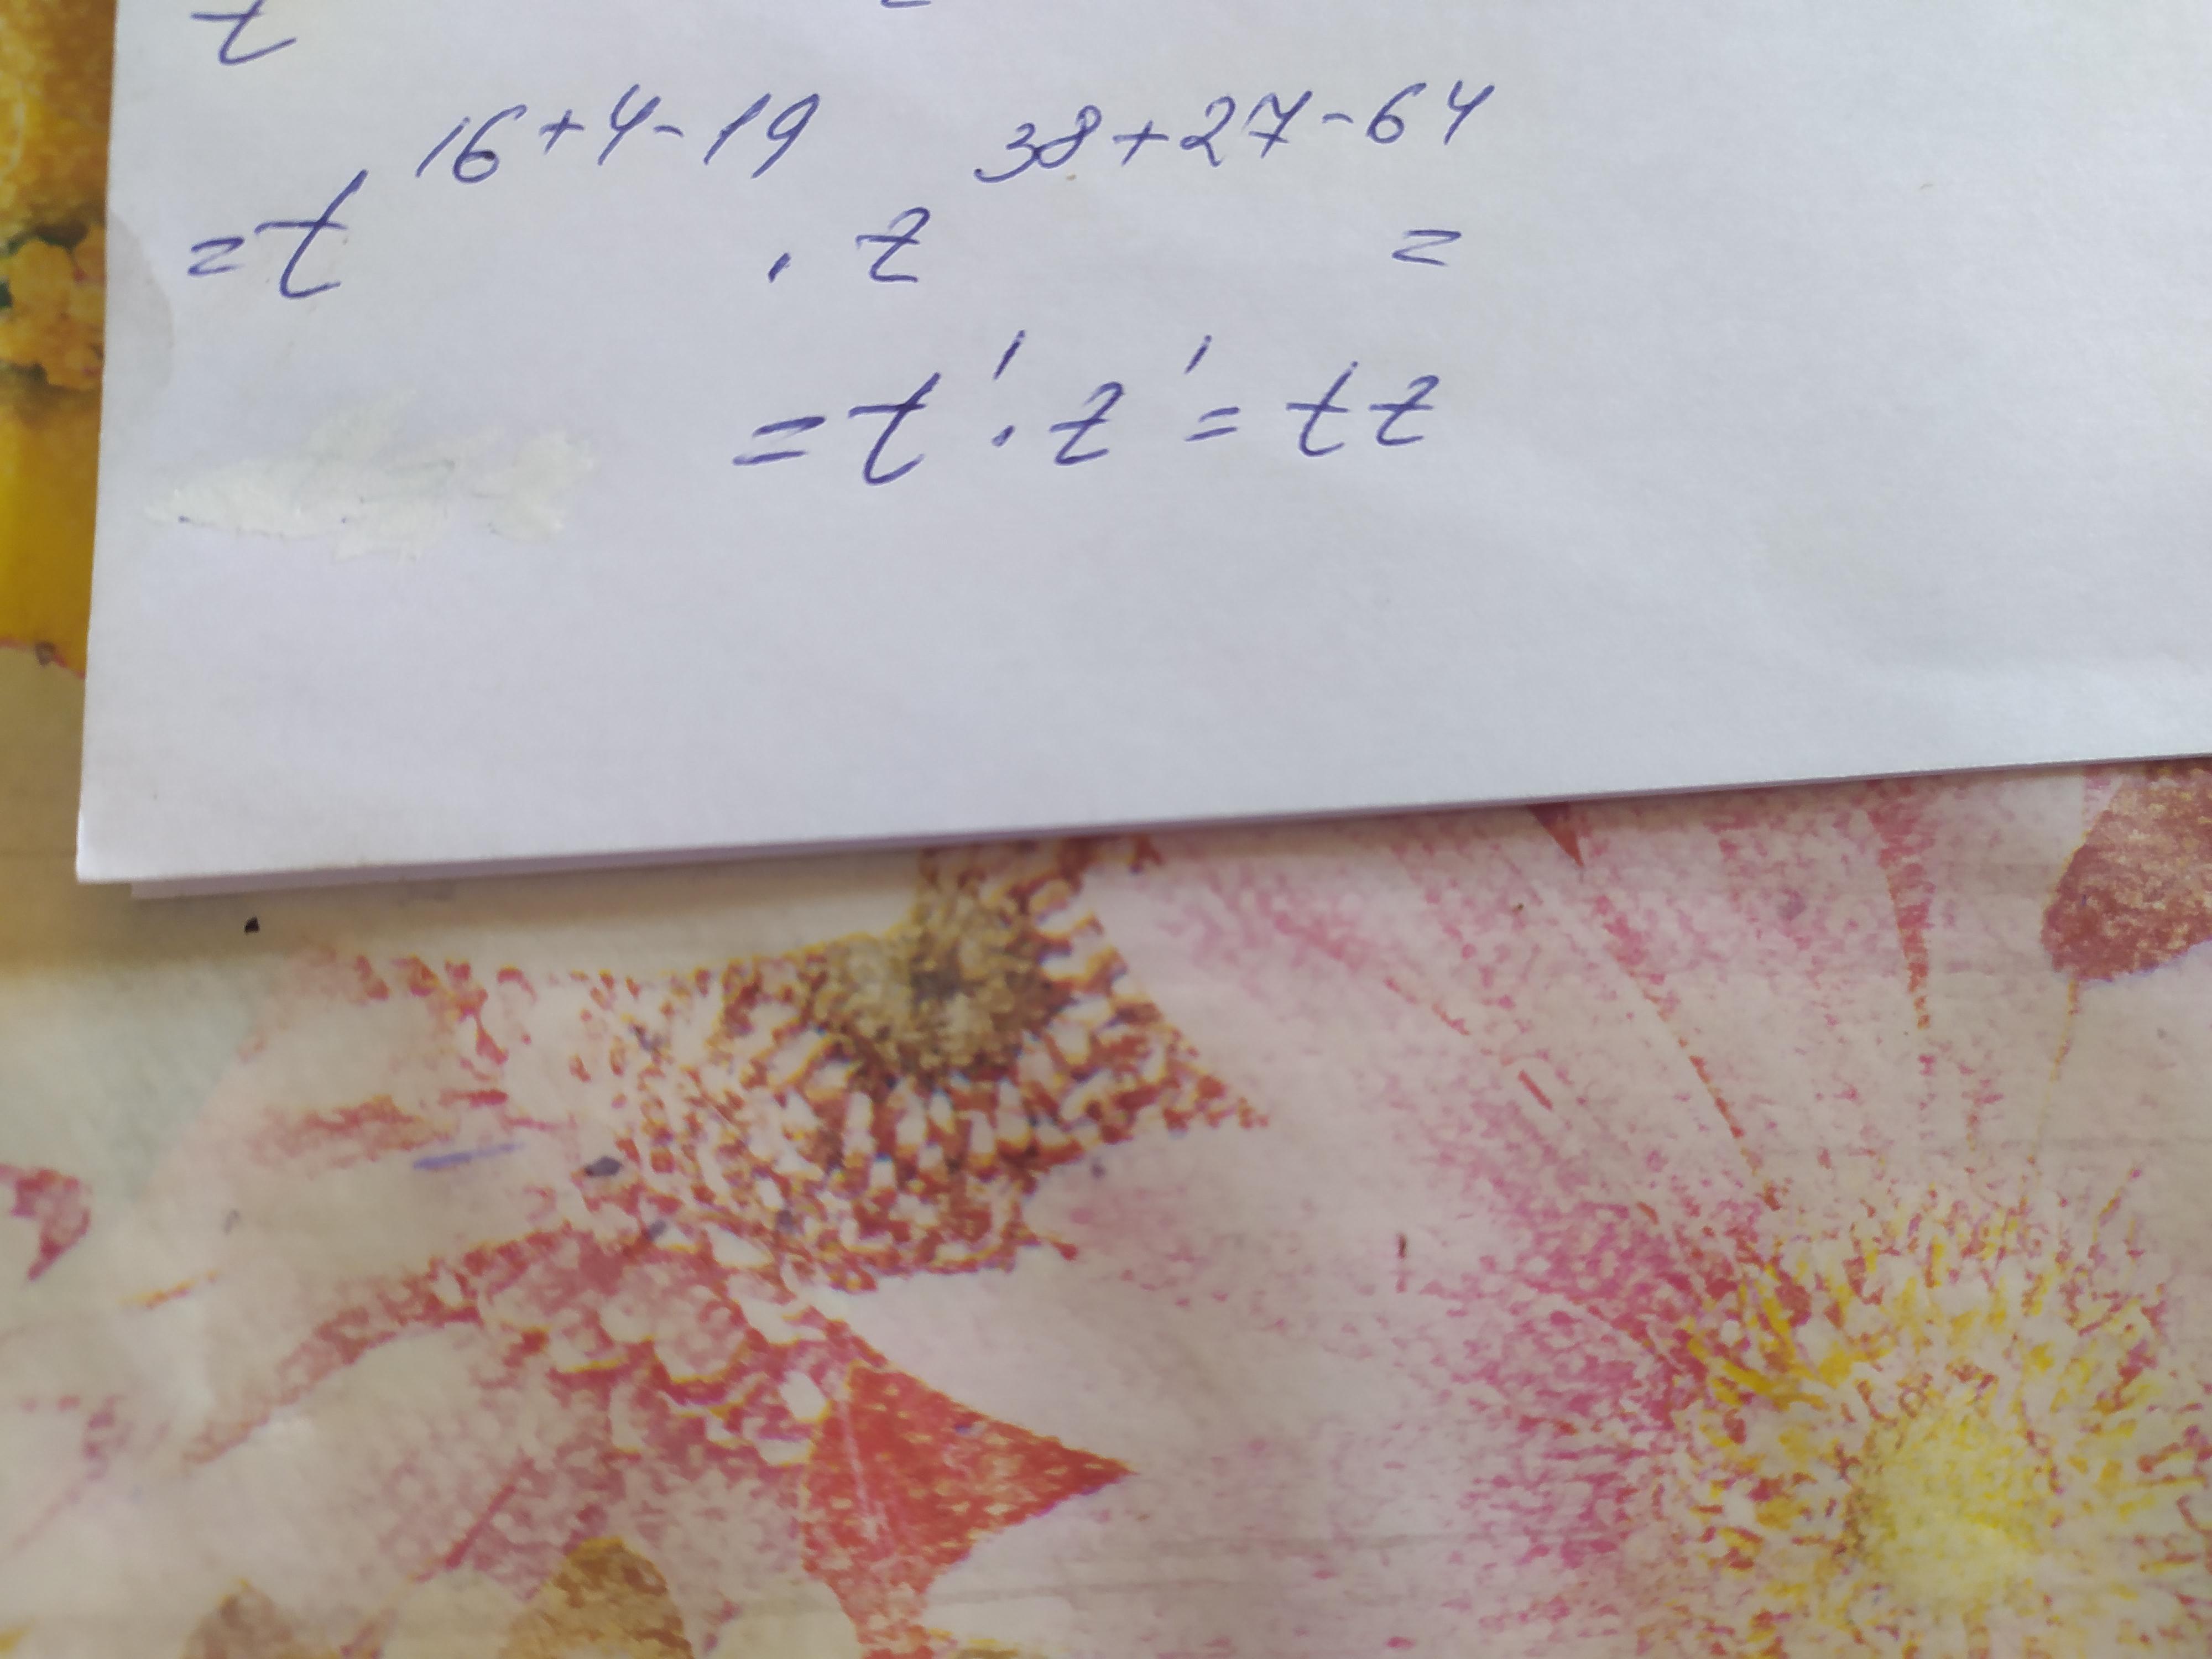 t
=t^{16+4-19} · z^{38+27-64} =
=t^1 · z^1 = tz